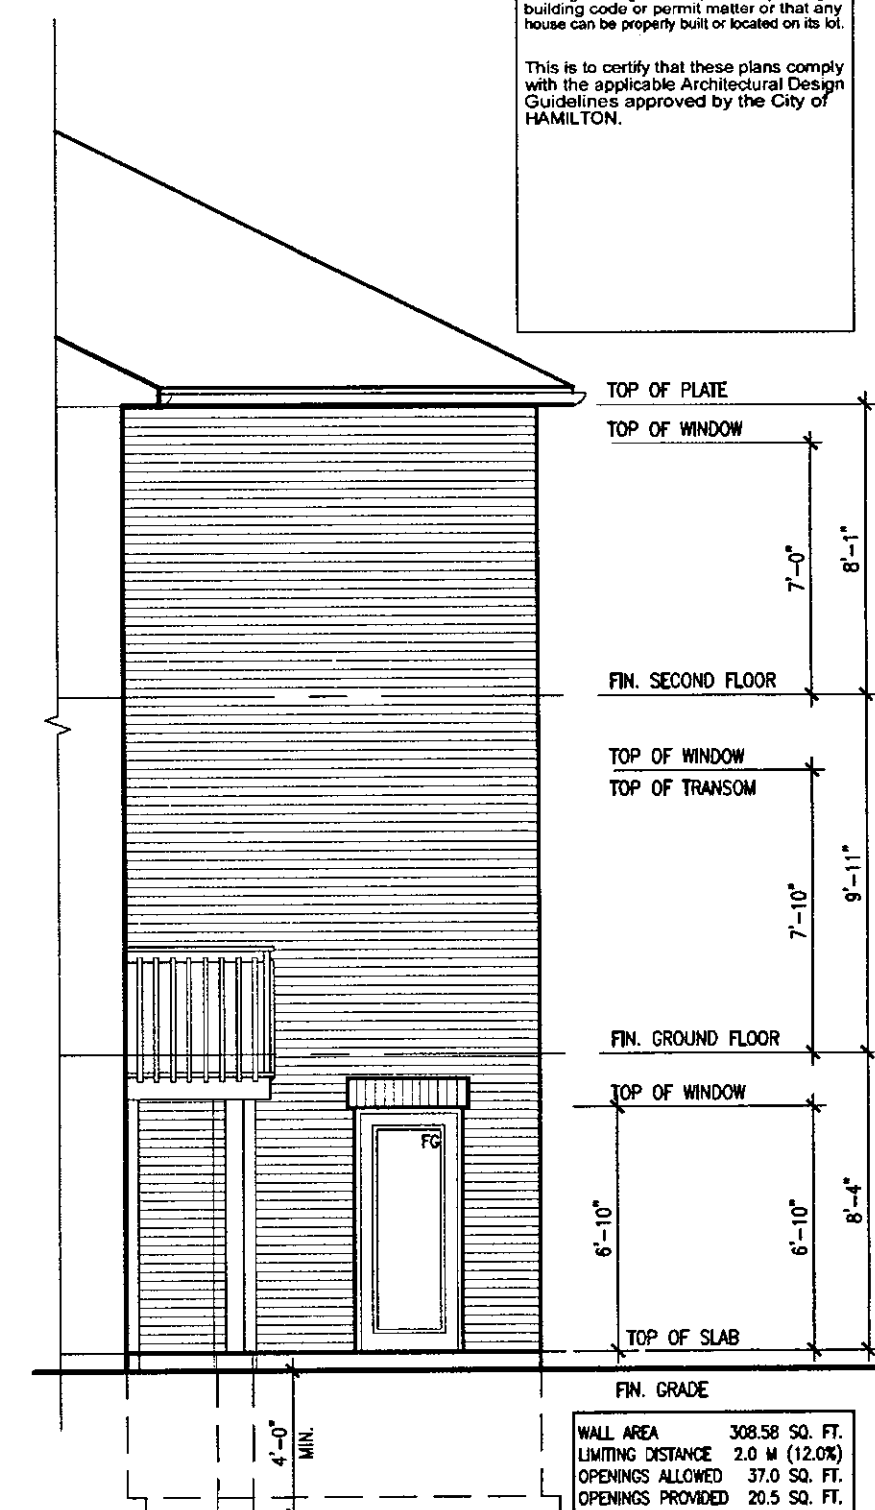 building code or permit matter or that any
house can be properly built or located on its lot.
This is to certify that these plans comply
with the applicable Architectural Design
Guidelines approved by the City of
HAMILTON.
TOP OF PLATE
TOP OF WINDOW
7'-0"
8'-1"
FIN. SECOND FLOOR
TOP OF WINDOW
TOP OF TRANSOM
7'-10"
9'-11"
FIN. GROUND FLOOR
TOP OF WINDOW
FG
6'-10"
6'-10"
8'-4"
TOP OF SLAB
FIN. GRADE
4'-0"
MIN.
WALL AREA 308.58 SQ. FT.
LIMITING DISTANCE 2.0 M (12.0%)
OPENINGS ALLOWED 37.0 SQ. FT.
OPENINGS PROVIDED 20.5 SQ. FT.